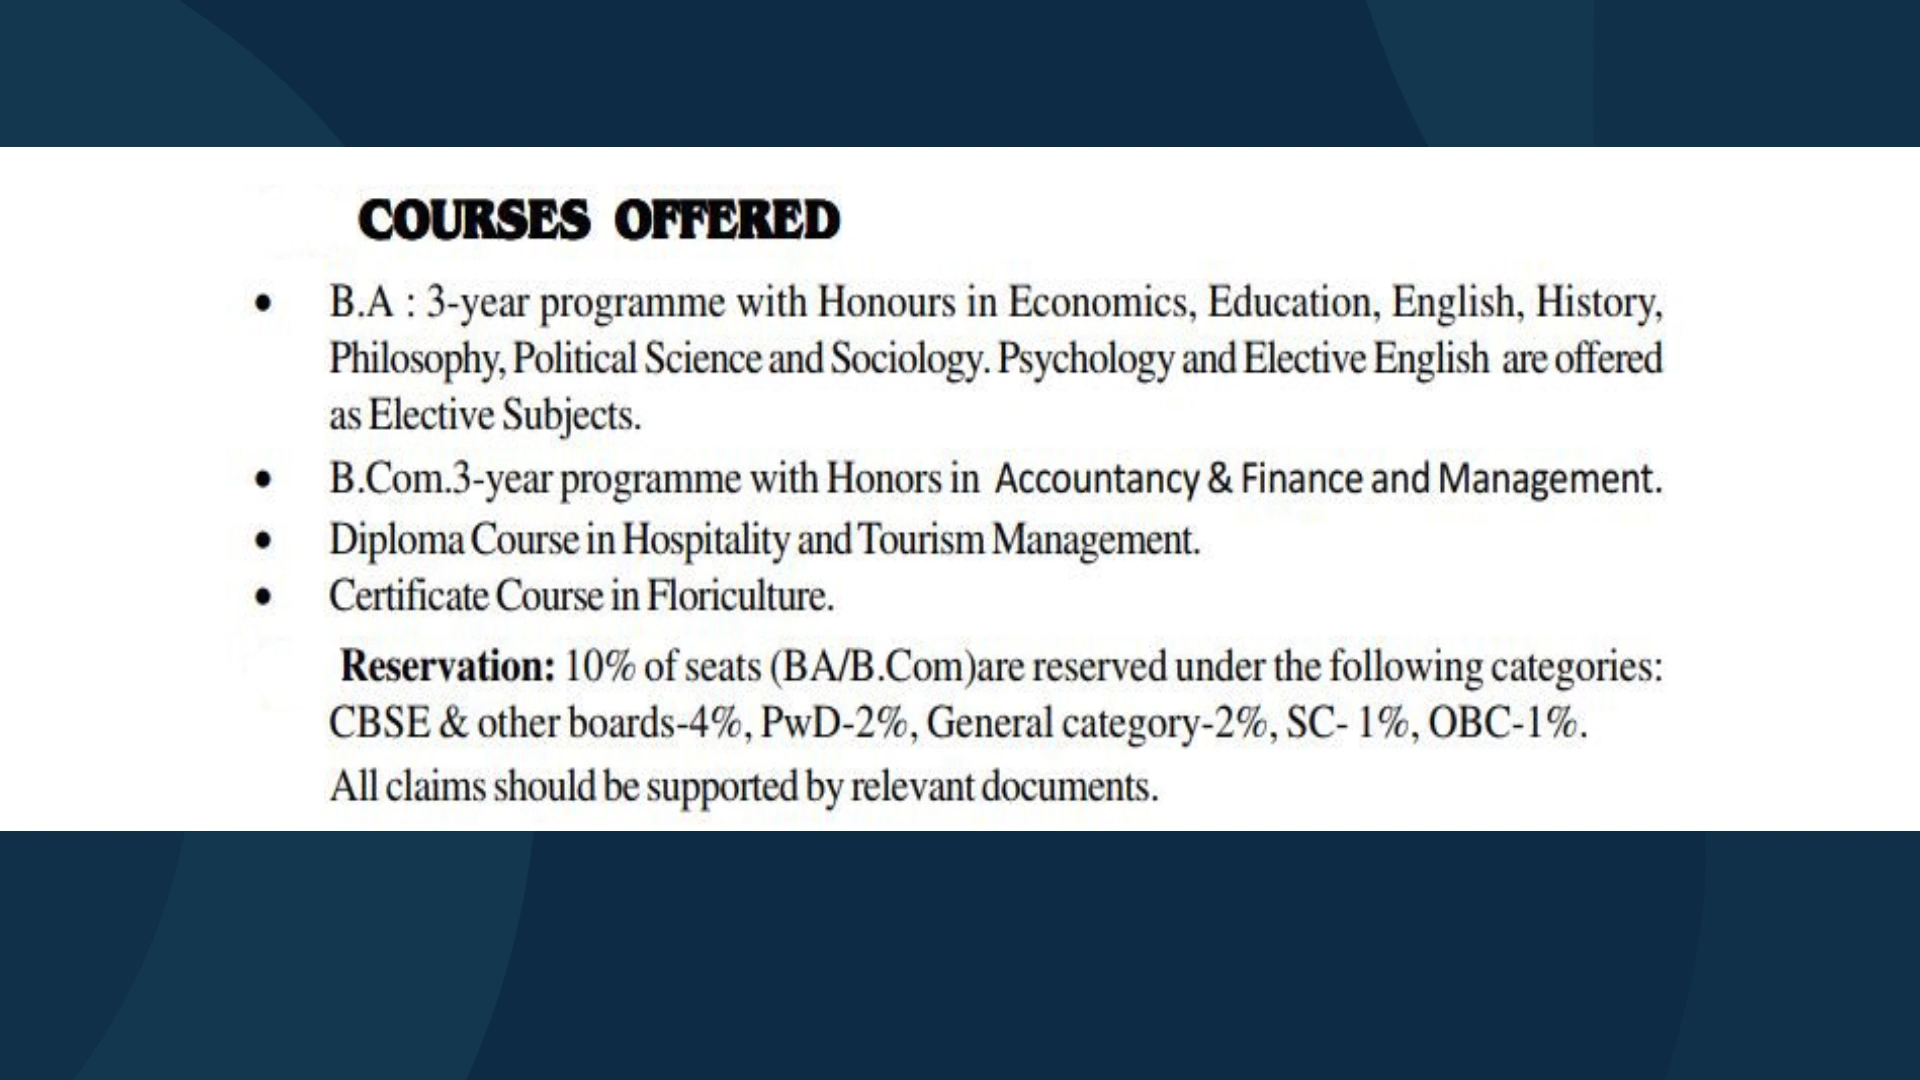 COURSES OFFERED
• B.A : 3-year programme with Honours in Economics, Education, English, History,
Philosophy, Political Science and Sociology. Psychology and Elective English are offered
as Elective Subjects.
• B.Com.3-year programme with Honors in Accountancy & Finance and Management.
• Diploma Course in Hospitality and Tourism Management.
• Certificate Course in Floriculture.
Reservation: 10% of seats (BA/B.Com)are reserved under the following categories:
CBSE & other boards-4%, PwD-2%, General category-2%, SC- 1%, OBC-1%.
All claims should be supported by relevant documents.